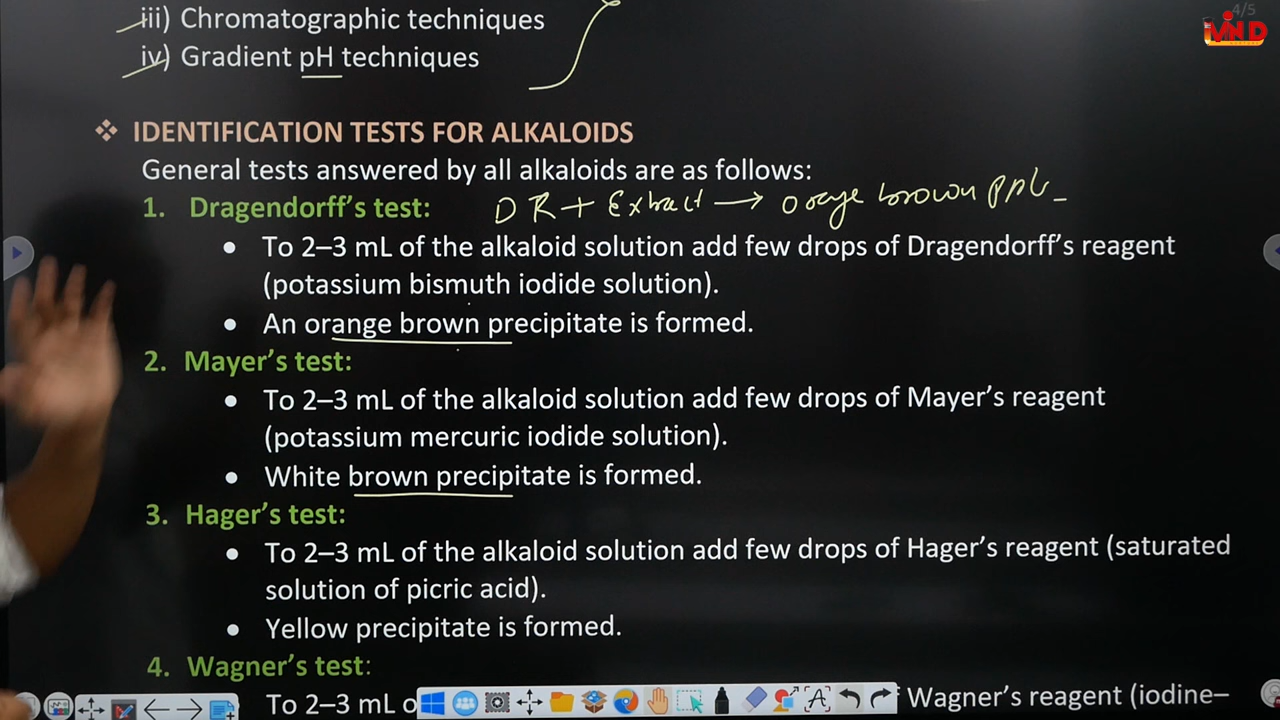 4/5
iii) Chromatographic techniques
MIND
iv) Gradient pH techniques
❖ IDENTIFICATION TESTS FOR ALKALOIDS
General tests answered by all alkaloids are as follows:
1. Dragendorff's test: DR + Extract → orange brown ppt
• To 2–3 mL of the alkaloid solution add few drops of Dragendorff's reagent
(potassium bismuth iodide solution).
• An orange brown precipitate is formed.
2. Mayer's test:
• To 2–3 mL of the alkaloid solution add few drops of Mayer's reagent
(potassium mercuric iodide solution).
• White brown precipitate is formed.
3. Hager's test:
• To 2–3 mL of the alkaloid solution add few drops of Hager's reagent (saturated
solution of picric acid).
• Yellow precipitate is formed.
4. Wagner's test:
To 2–3 mL o Wagner's reagent (iodine–